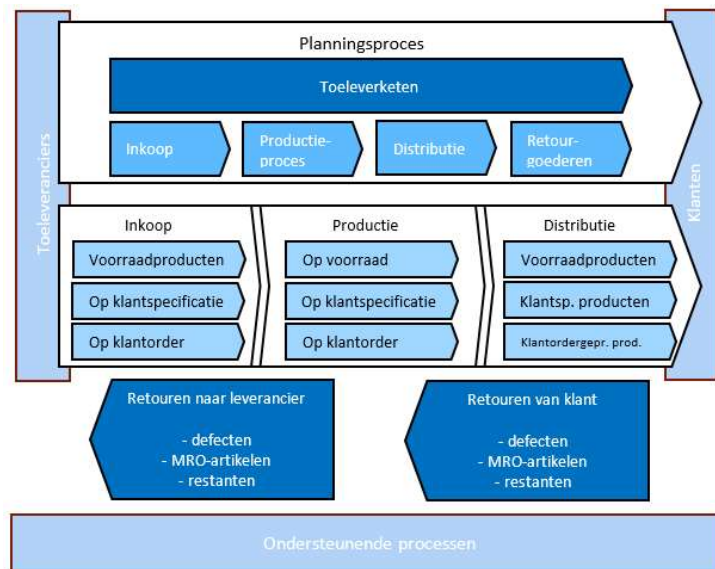 Planningsproces
Toeleverketen
Inkoop
Productie-
proces
Distributie
Retour-
goederen
Toeleveranciers
Klanten
Inkoop
Productie
Distributie
Voorraadproducten
Op voorraad
Voorraadproducten
Op klantspecificatie
Op klantspecificatie
Klantsp. producten
Op klantorder
Op klantorder
Klantordergepr. prod.
Retouren naar leverancier
- defecten
- MRO-artikelen
- restanten
Retouren van klant
- defecten
- MRO-artikelen
- restanten
Ondersteunende processen